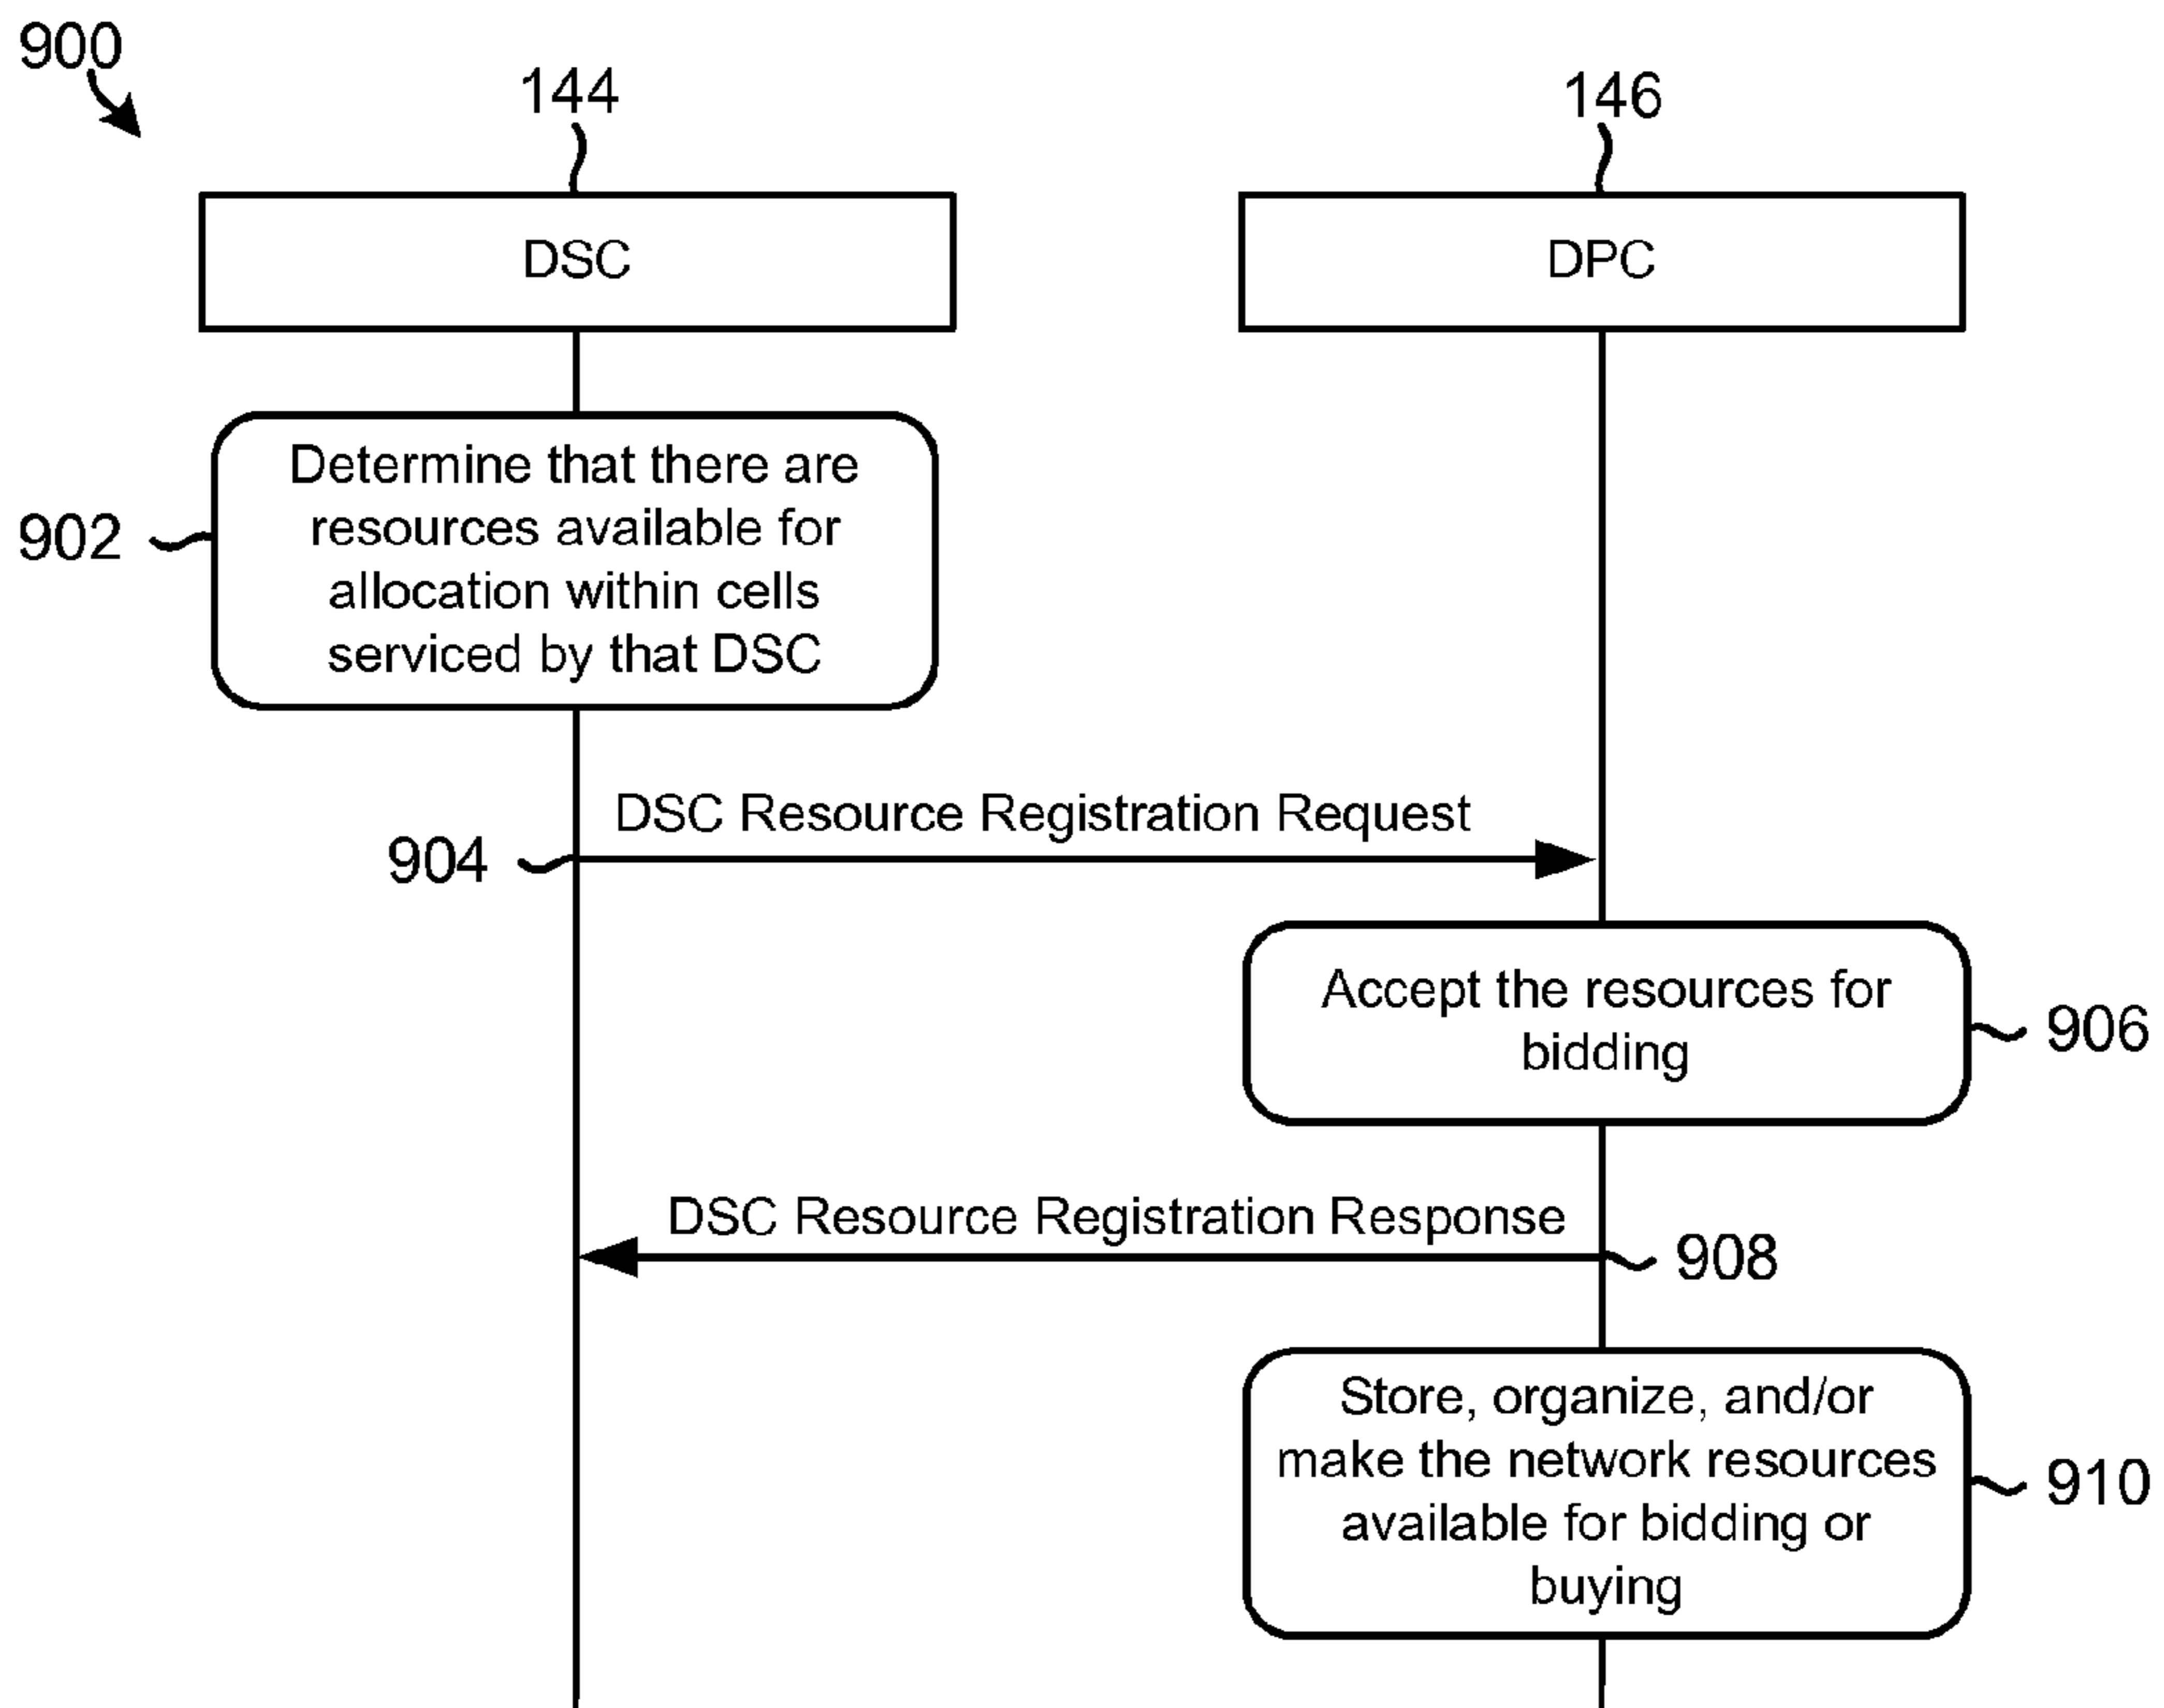 900
144
146
DSC
DPC
902
Determine that there are
resources available for
allocation within cells
serviced by that DSC
DSC Resource Registration Request
904
Accept the resources for
bidding
906
DSC Resource Registration Response
908
Store, organize, and/or
make the network resources
available for bidding or
buying
910